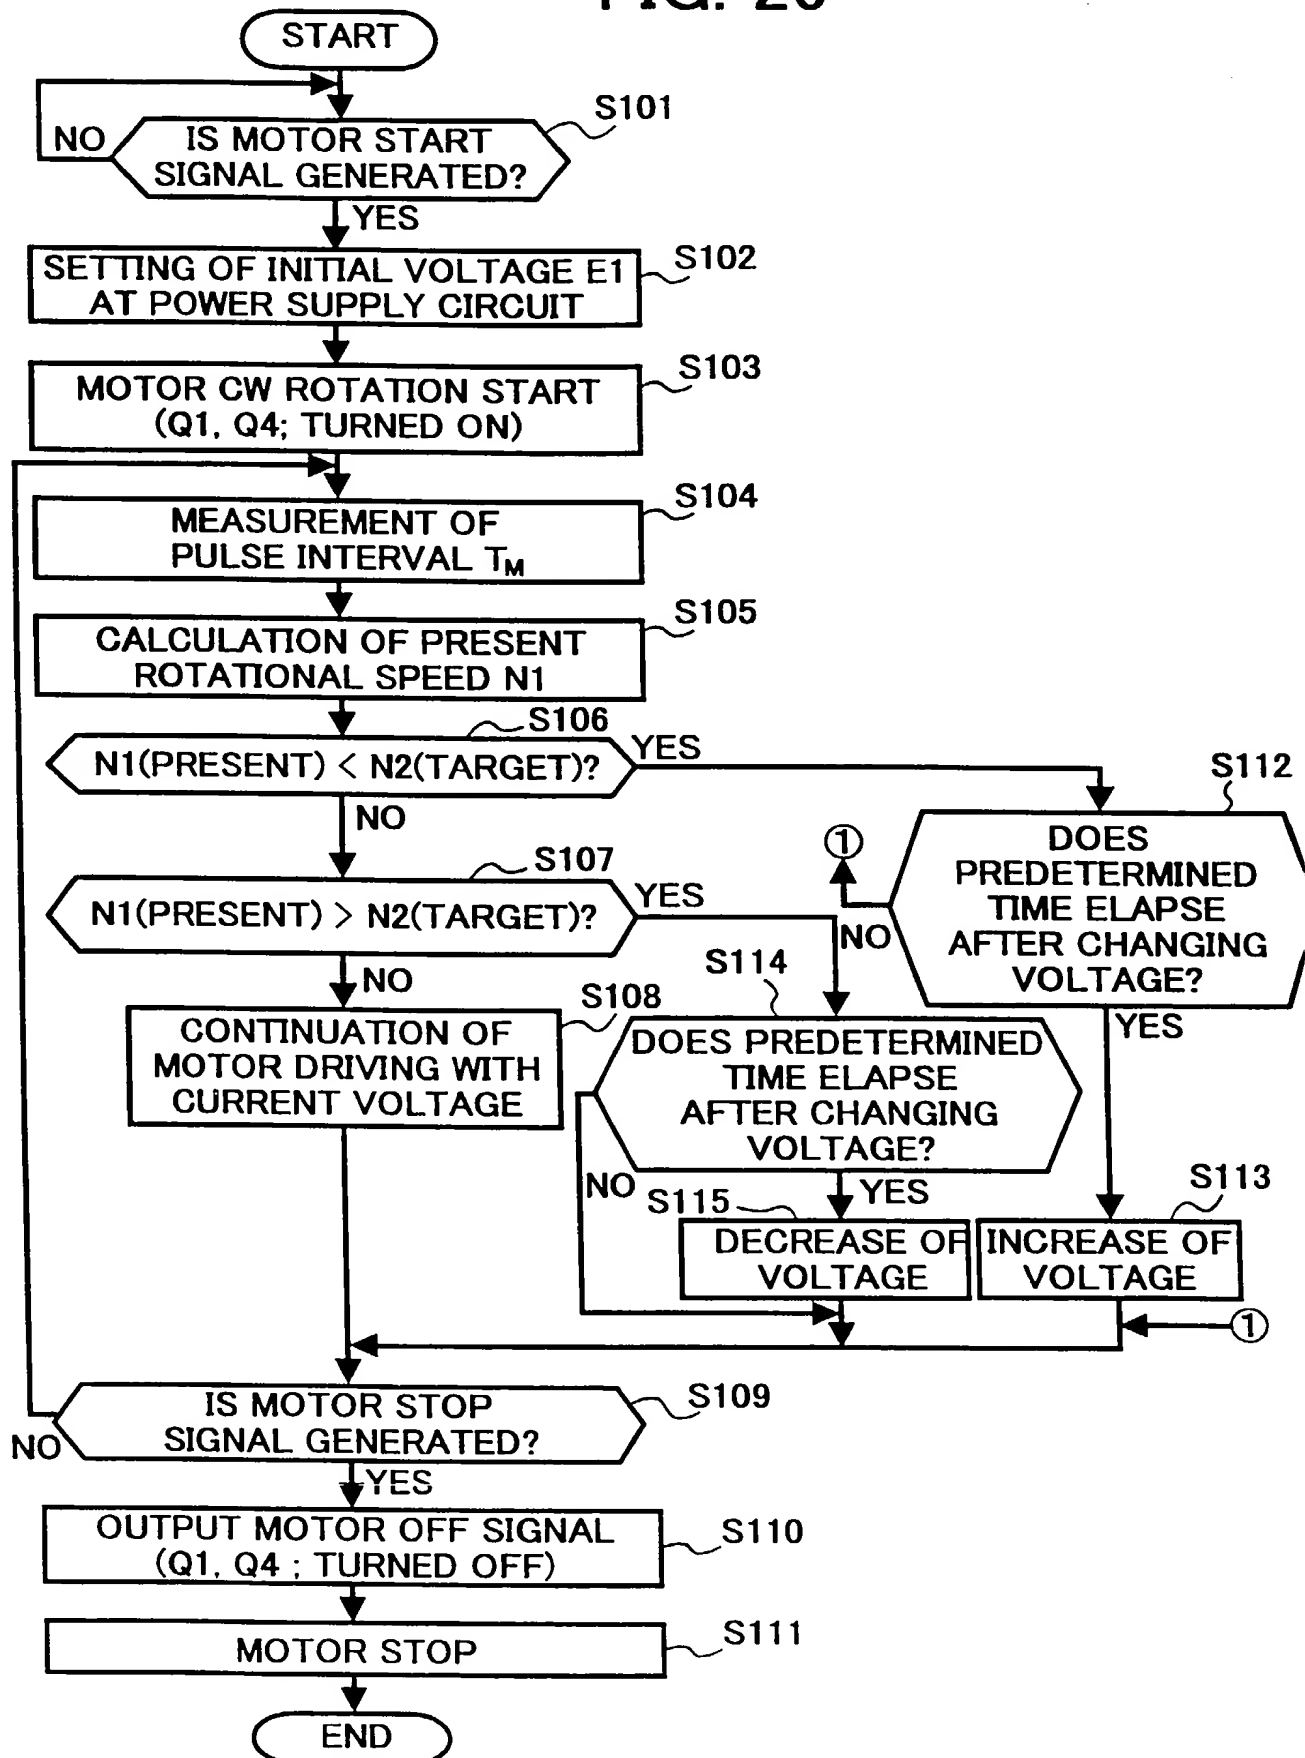 START
S101
NO
IS MOTOR START
SIGNAL GENERATED?
YES
S102
SETTING OF INITIAL VOLTAGE E1
AT POWER SUPPLY CIRCUIT
S103
MOTOR CW ROTATION START
(Q1, Q4; TURNED ON)
S104
MEASUREMENT OF
PULSE INTERVAL TM
S105
CALCULATION OF PRESENT
ROTATIONAL SPEED N1
S106
N1(PRESENT) < N2(TARGET)?
YES
NO
S112
①
DOES
PREDETERMINED
TIME ELAPSE
AFTER CHANGING
VOLTAGE?
NO
YES
S107
N1(PRESENT) > N2(TARGET)?
YES
NO
S114
S108
CONTINUATION OF
MOTOR DRIVING WITH
CURRENT VOLTAGE
DOES PREDETERMINED
TIME ELAPSE
AFTER CHANGING
VOLTAGE?
NO
YES
S115
S113
DECREASE OF
VOLTAGE
INCREASE OF
VOLTAGE
①
S109
IS MOTOR STOP
SIGNAL GENERATED?
NO
YES
S110
OUTPUT MOTOR OFF SIGNAL
(Q1, Q4 ; TURNED OFF)
S111
MOTOR STOP
END